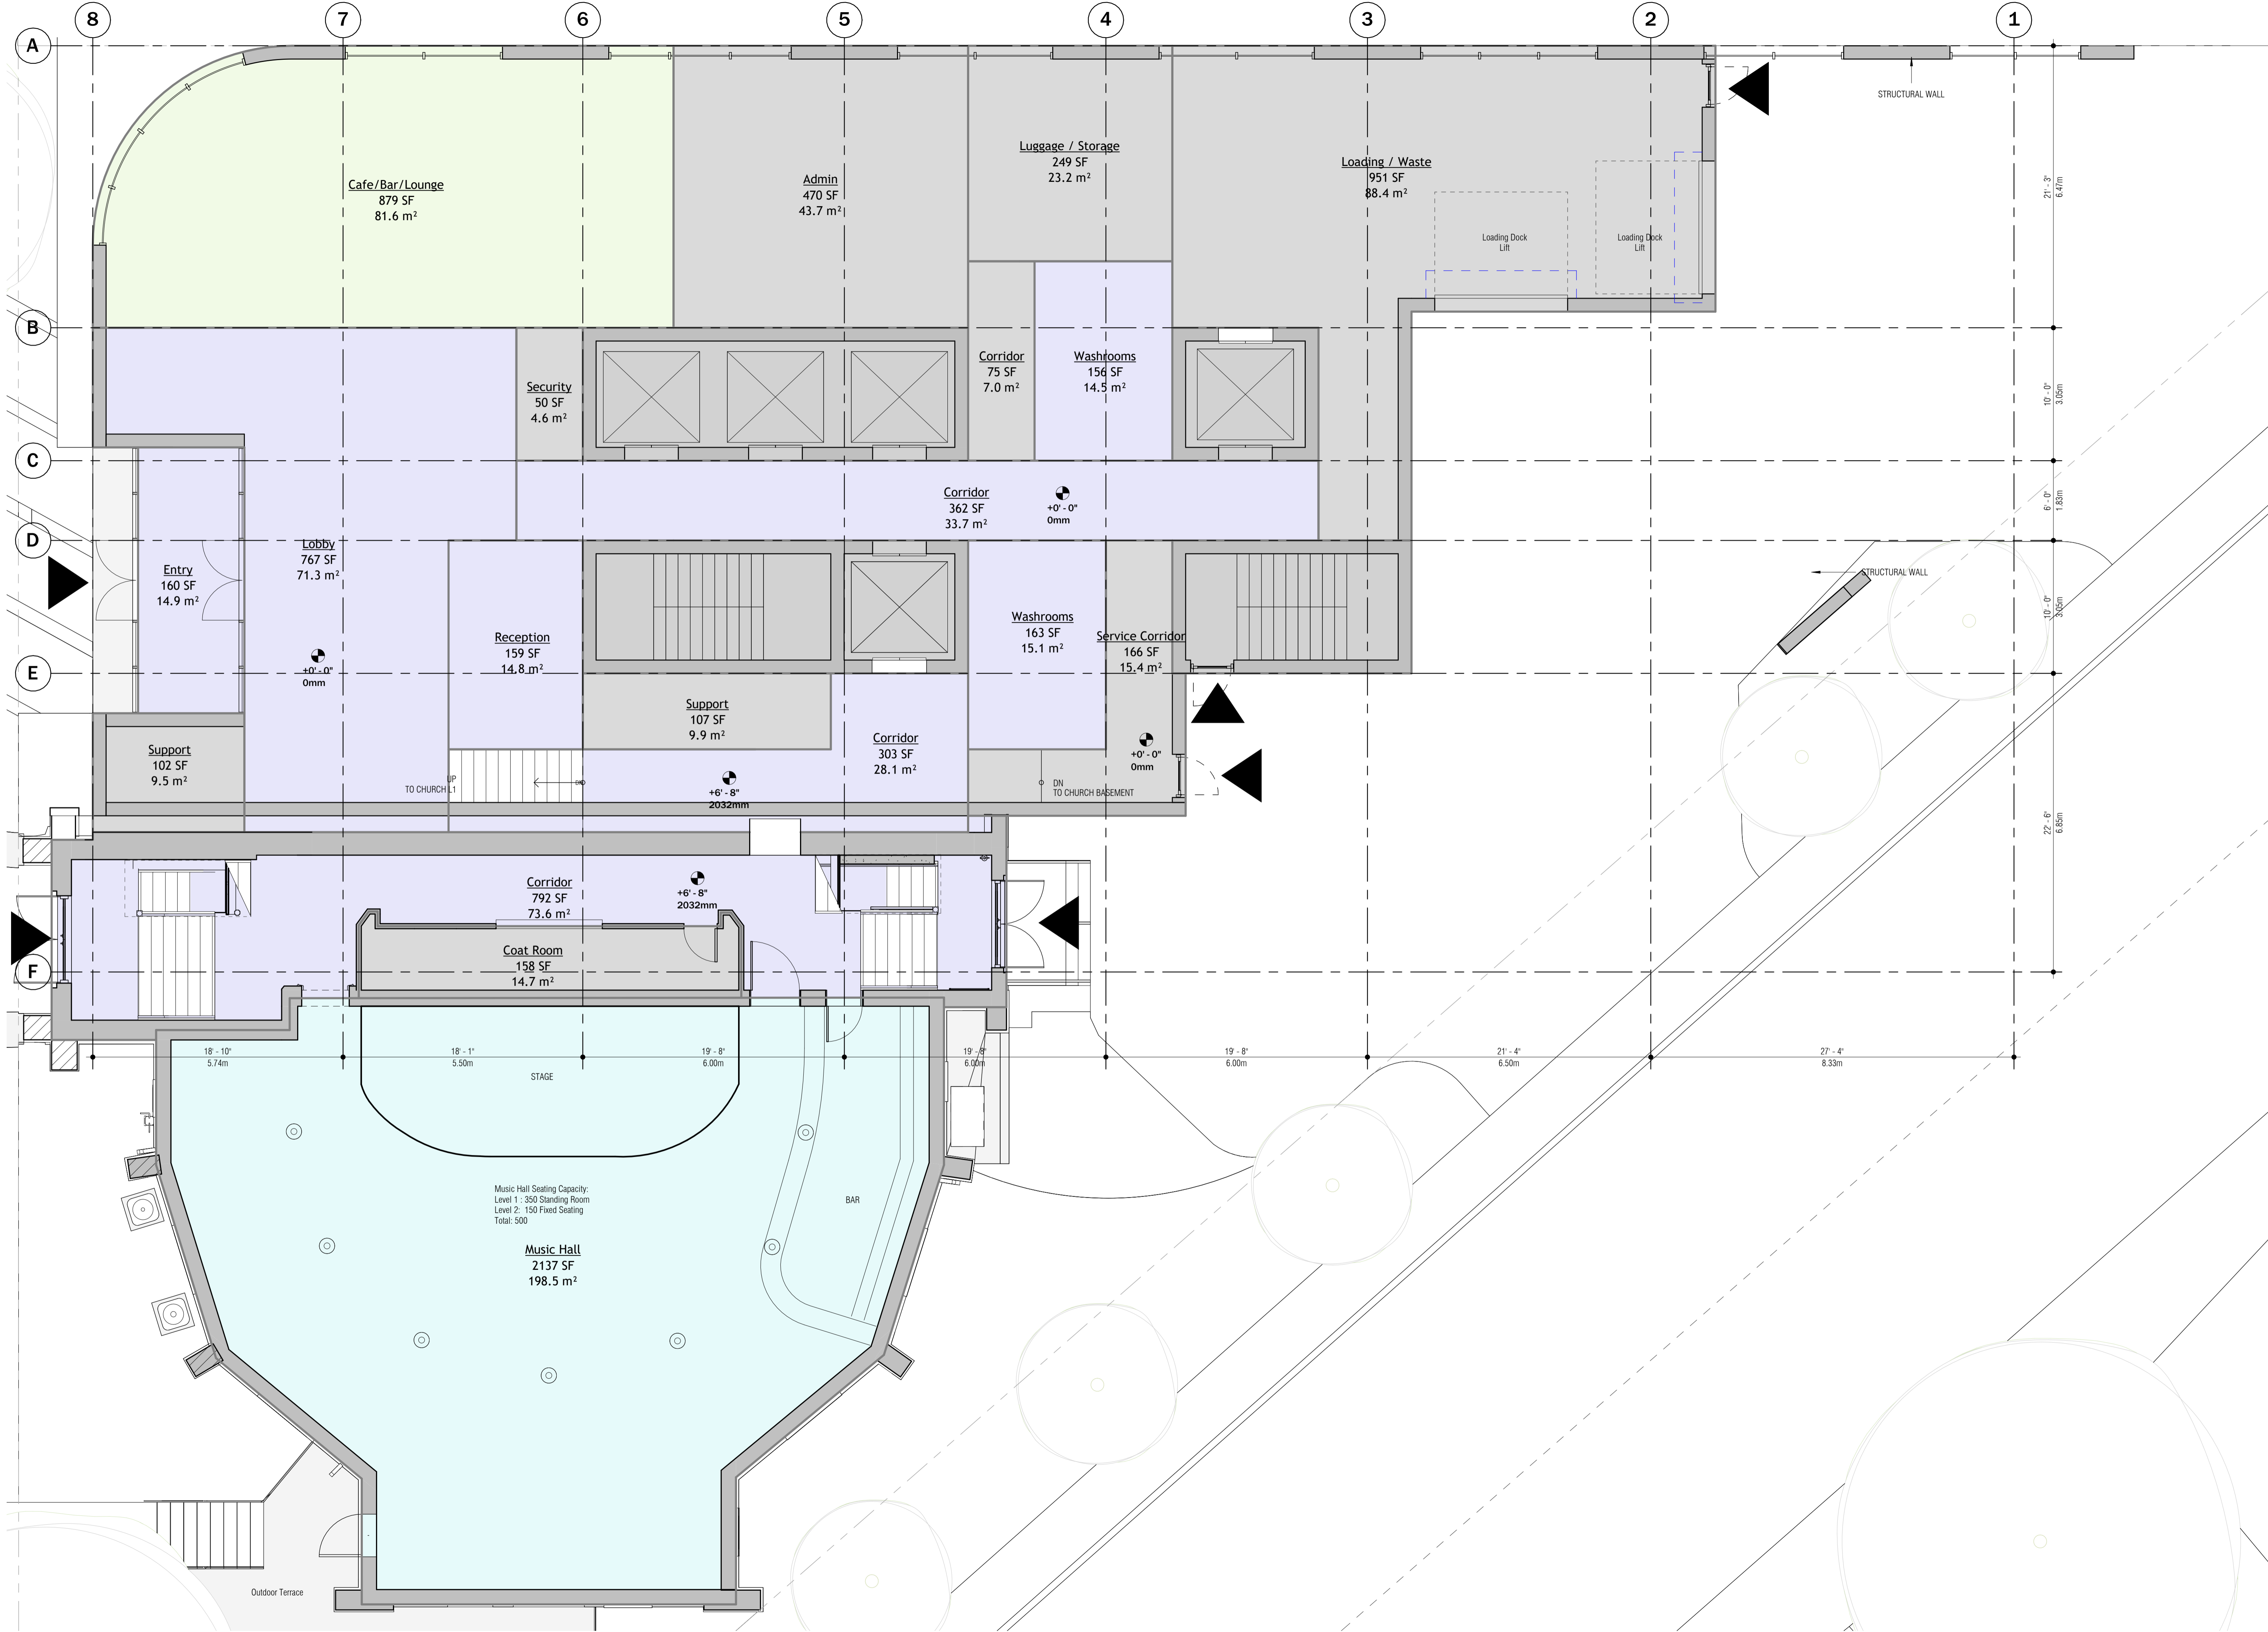 8 7 6 5 4 3 2 1
A
STRUCTURAL WALL
Luggage / Storage
249 SF
23.2 m²
Loading / Waste
951 SF
88.4 m²
Cafe/Bar/Lounge
879 SF
81.6 m²
Admin
470 SF
43.7 m²
21' - 3"
6.47m
Loading Dock
Lift
Loading Dock
Lift
B
Security
50 SF
4.6 m²
Corridor
75 SF
7.0 m²
Washrooms
156 SF
14.5 m²
10' - 0"
3.05m
C
Corridor
362 SF
33.7 m²
+0' - 0"
0mm
6' - 0"
1.83m
D
Lobby
767 SF
71.3 m²
Entry
160 SF
14.9 m²
STRUCTURAL WALL
10' - 0"
3.05m
Reception
159 SF
14.8 m²
Washrooms
163 SF
15.1 m²
Service Corridor
166 SF
15.4 m²
E
+0' - 0"
0mm
Support
107 SF
9.9 m²
Corridor
303 SF
28.1 m²
Support
102 SF
9.5 m²
+0' - 0"
0mm
UP
TO CHURCH L1
DN
+6' - 8"
2032mm
DN
TO CHURCH BASEMENT
22' - 6"
6.85m
Corridor
792 SF
73.6 m²
+6' - 8"
2032mm
F
Coat Room
158 SF
14.7 m²
18' - 10"
5.74m
18' - 1"
5.50m
19' - 8"
6.00m
19' - 8"
6.00m
19' - 8"
6.00m
21' - 4"
6.50m
27' - 4"
8.33m
STAGE
Music Hall Seating Capacity:
Level 1 : 350 Standing Room
Level 2: 150 Fixed Seating
Total: 500
BAR
Music Hall
2137 SF
198.5 m²
Outdoor Terrace